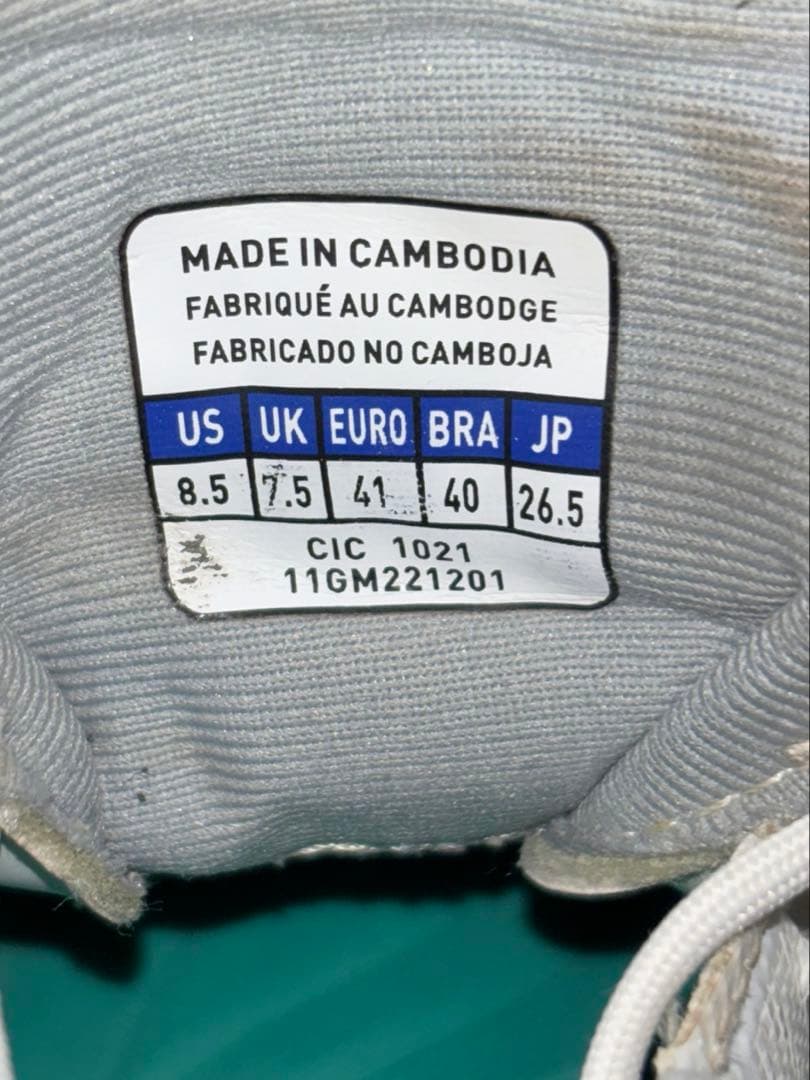 MADE IN CAMBODIA
FABRIQUÉ AU CAMBODGE
FABRICADO NO CAMBOJA
US UK EURO BRA JP
8.5 7.5 41 40 26.5
CIC 1021
11GM221201